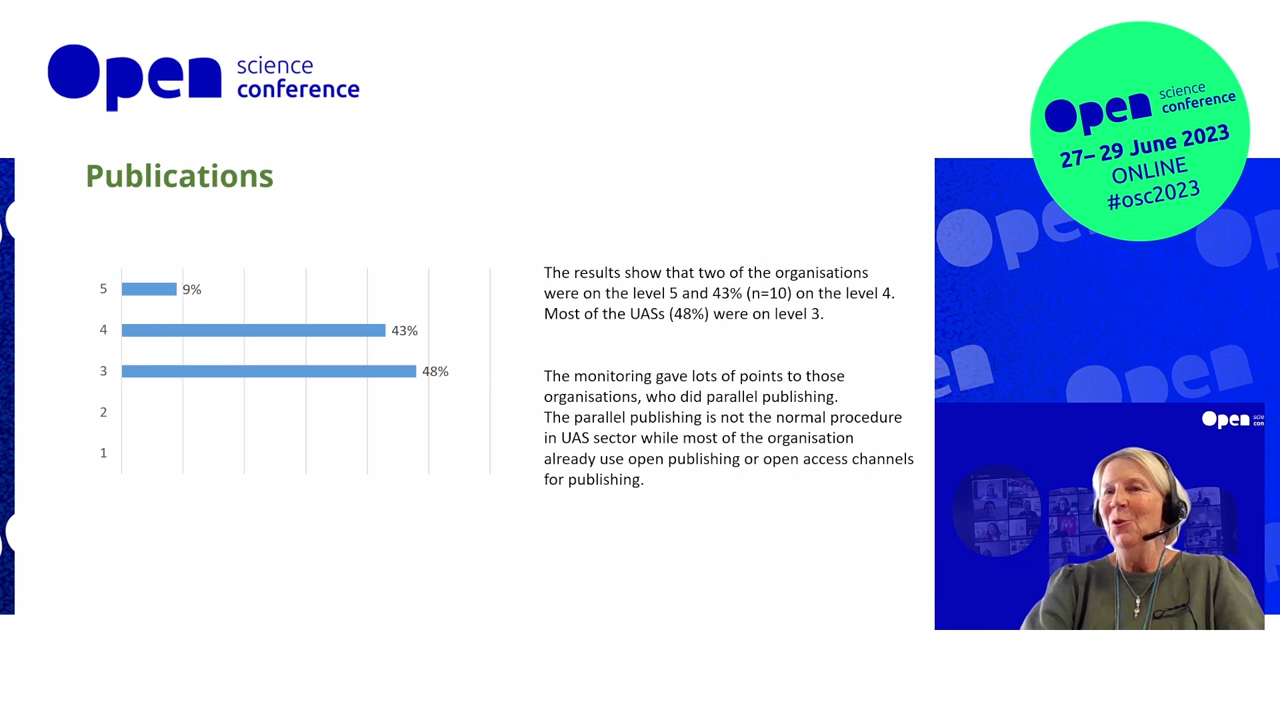 Open science
conference
Open science
conference
27– 29 June 2023
ONLINE
#osc2023
Publications
5 9%
4 43%
3 48%
2
1
The results show that two of the organisations
were on the level 5 and 43% (n=10) on the level 4.
Most of the UASs (48%) were on level 3.
The monitoring gave lots of points to those
organisations, who did parallel publishing.
The parallel publishing is not the normal procedure
in UAS sector while most of the organisation
already use open publishing or open access channels
for publishing.
Open
Open scie
con